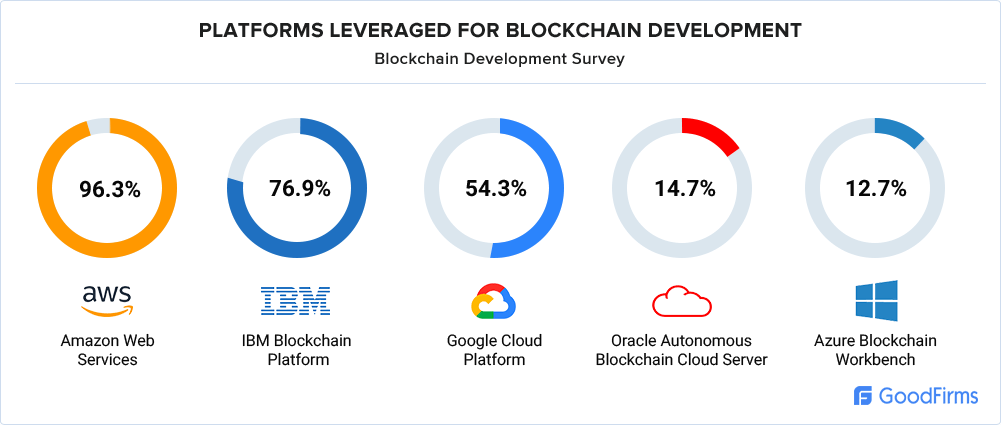 PLATFORMS LEVERAGED FOR BLOCKCHAIN DEVELOPMENT
Blockchain Development Survey
96.3%
76.9%
54.3%
14.7%
12.7%
aws
IBM
Amazon Web
Services
IBM Blockchain
Platform
Google Cloud
Platform
Oracle Autonomous
Blockchain Cloud Server
Azure Blockchain
Workbench
GoodFirms